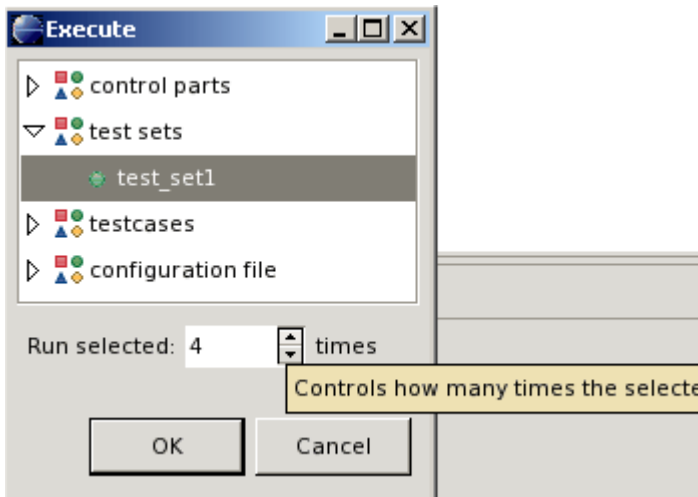 Execute
control parts
test sets
test_set1
testcases
configuration file
Run selected: 4 times
Controls how many times the selecte
OK Cancel